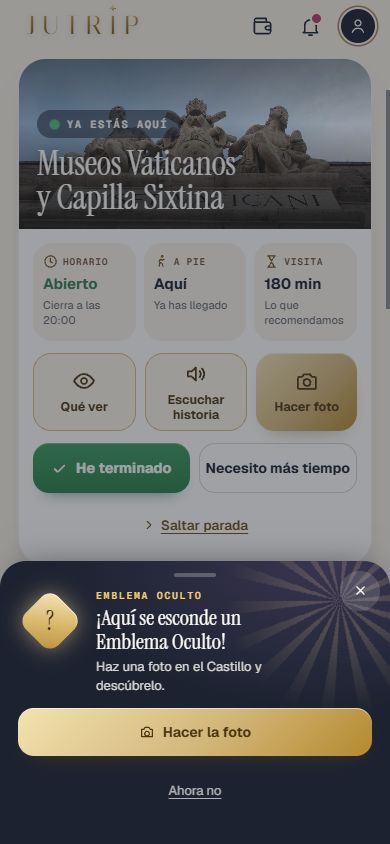 JUTRIP
YA ESTÁS AQUÍ
Museos Vaticanos
y Capilla Sixtina
HORARIO
Abierto
Cierra a las
20:00
A PIE
Aquí
Ya has llegado
VISITA
180 min
Lo que
recomendamos
Qué ver
Escuchar
historia
Hacer foto
He terminado
Necesito más tiempo
Saltar parada
?
EMBLEMA OCULTO
¡Aquí se esconde un
Emblema Oculto!
Haz una foto en el Castillo y
descúbrelo.
Hacer la foto
Ahora no